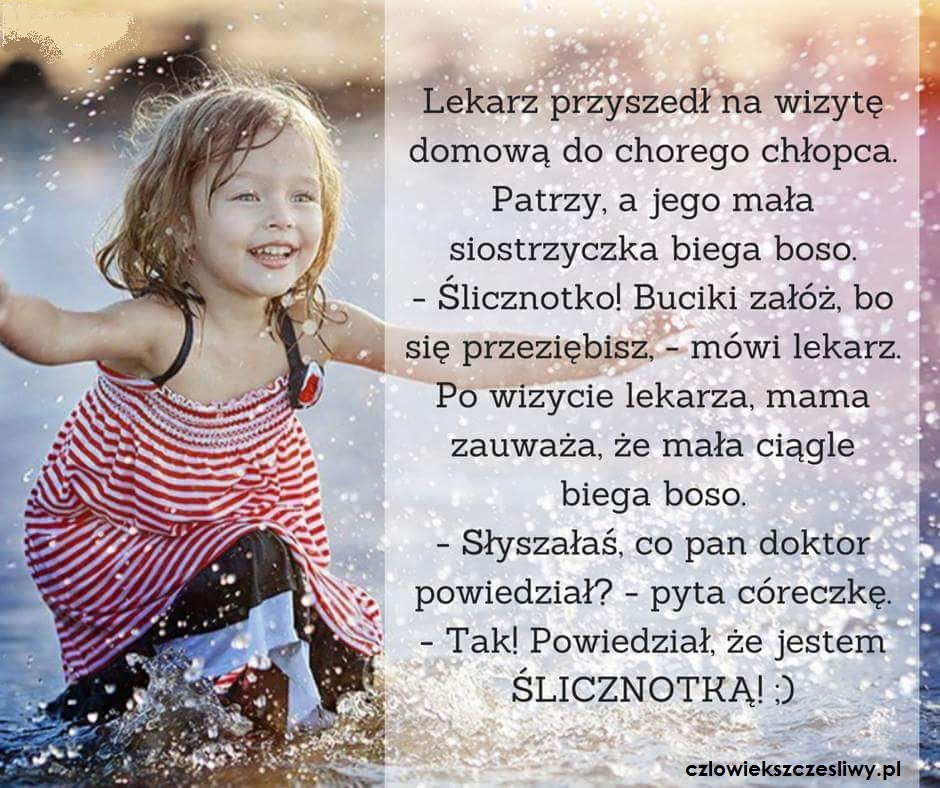 Lekarz przyszedł na wizytę
domową do chorego chłopca.
Patrzy, a jego mała
siostrzyczka biega boso.
- Ślicznotko! Buciki załóż, bo
się przeziębisz, - mówi lekarz.
Po wizycie lekarza, mama
zauważa, że mała ciągle
biega boso.
- Słyszałaś, co pan doktor
powiedział? - pyta córeczkę.
- Tak! Powiedział, że jestem
ŚLICZNOTKĄ! ;)
czlowiekszczesliwy.pl